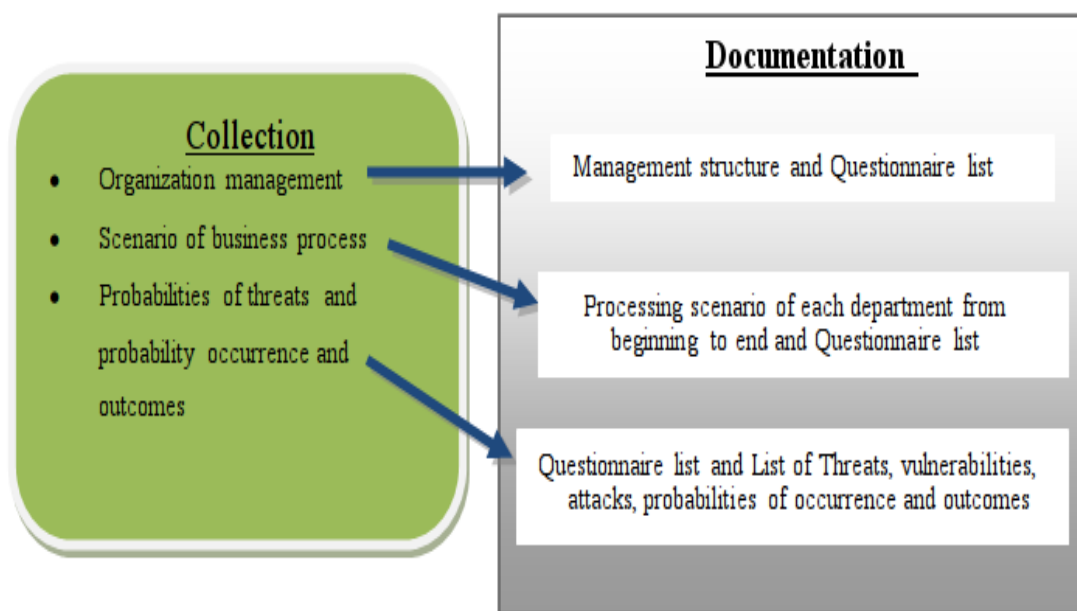 Collection
• Organization management
• Scenario of business process
• Probabilities of threats and
probability occurrence and
outcomes
Documentation
Management structure and Questionnaire list
Processing scenario of each department from
beginning to end and Questionnaire list
Questionnaire list and List of Threats, vulnerabilities,
attacks, probabilities of occurrence and outcomes